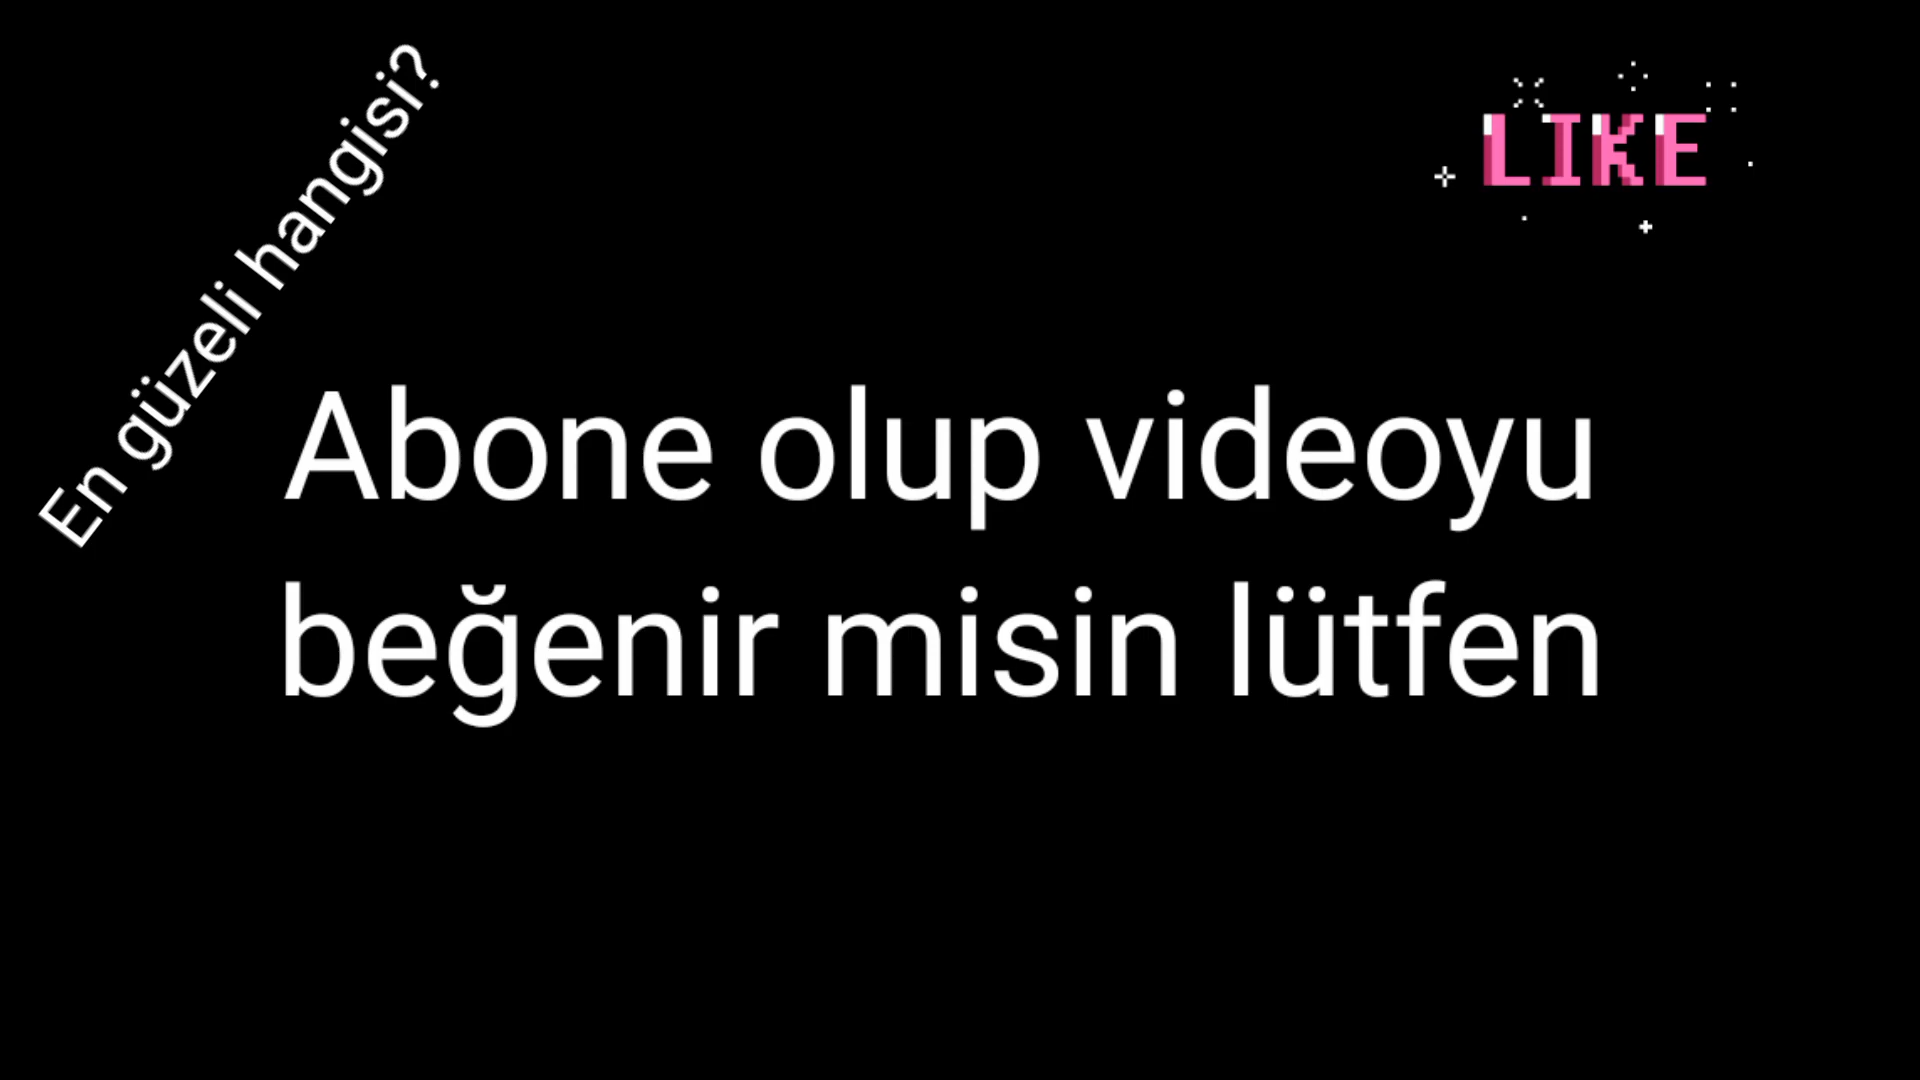 En güzeli hangisi?
LIKE
Abone olup videoyu
beğenir misin lütfen